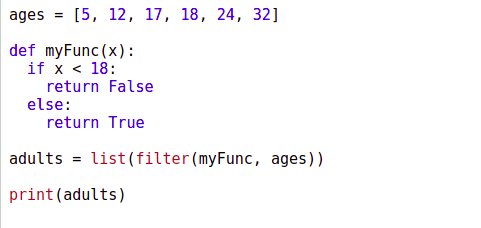 ages = [5, 12, 17, 18, 24, 32]

def myFunc(x):
  if x < 18:
    return False
  else:
    return True

adults = list(filter(myFunc, ages))

print(adults)